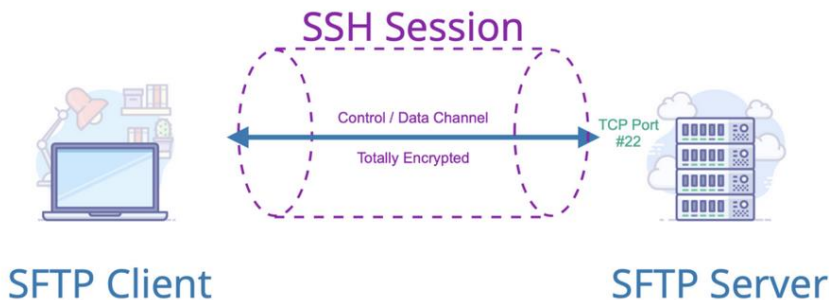 SSH Session
Control / Data Channel
Totally Encrypted
TCP Port
#22
SFTP Client
SFTP Server